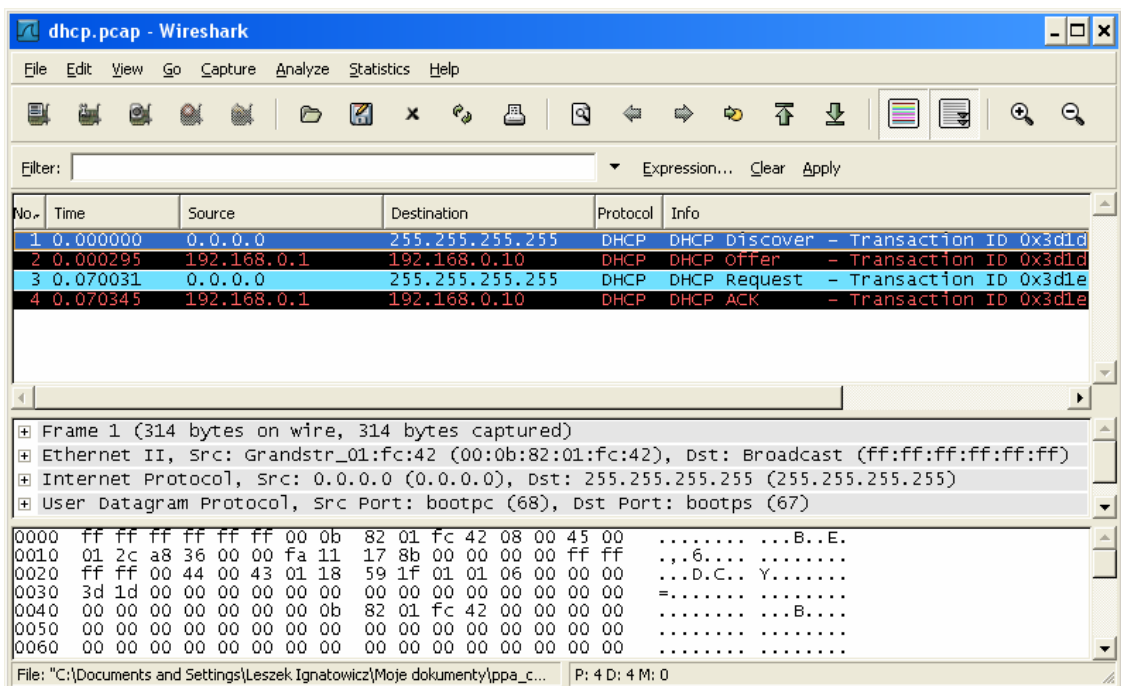 dhcp.pcap - Wireshark
File Edit View Go Capture Analyze Statistics Help
Filter: Expression... Clear Apply
No. Time Source Destination Protocol Info
1 0.000000 0.0.0.0 255.255.255.255 DHCP DHCP Discover - Transaction ID 0x3d1d
2 0.000295 192.168.0.1 192.168.0.10 DHCP DHCP Offer - Transaction ID 0x3d1d
3 0.070031 0.0.0.0 255.255.255.255 DHCP DHCP Request - Transaction ID 0x3d1e
4 0.070345 192.168.0.1 192.168.0.10 DHCP DHCP ACK - Transaction ID 0x3d1e
Frame 1 (314 bytes on wire, 314 bytes captured)
Ethernet II, Src: Grandstr_01:fc:42 (00:0b:82:01:fc:42), Dst: Broadcast (ff:ff:ff:ff:ff:ff)
Internet Protocol, Src: 0.0.0.0 (0.0.0.0), Dst: 255.255.255.255 (255.255.255.255)
User Datagram Protocol, Src Port: bootpc (68), Dst Port: bootps (67)
0000 ff ff ff ff ff ff 00 0b 82 01 fc 42 08 00 45 00 ........ ...B..E.
0010 01 2c a8 36 00 00 fa 11 17 8b 00 00 00 00 ff ff .,.6.... ........
0020 ff ff 00 44 00 43 01 18 59 1f 01 01 06 00 00 00 ...D.C.. Y.......
0030 3d 1d 00 00 00 00 00 00 00 00 00 00 00 00 00 00 =....... ........
0040 00 00 00 00 00 00 00 0b 82 01 fc 42 00 00 00 00 ........ ...B....
0050 00 00 00 00 00 00 00 00 00 00 00 00 00 00 00 00 ........ ........
0060 00 00 00 00 00 00 00 00 00 00 00 00 00 00 00 00 ........ ........
File: "C:\Documents and Settings\Leszek Ignatowicz\Moje dokumenty\ppa_c... P: 4 D: 4 M: 0